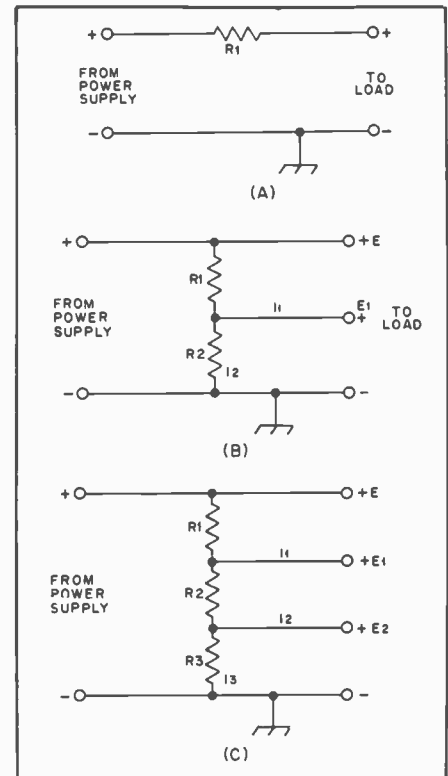 + R1 +
FROM
POWER
SUPPLY
TO
LOAD
- -
(A)
+ +E
R1
FROM
POWER
SUPPLY
I1 E1
+
TO
LOAD
R2
I2
- -
(B)
+ +E
R1
I1 +E1
FROM
POWER
SUPPLY
R2
I2 +E2
R3
I3
- -
(C)